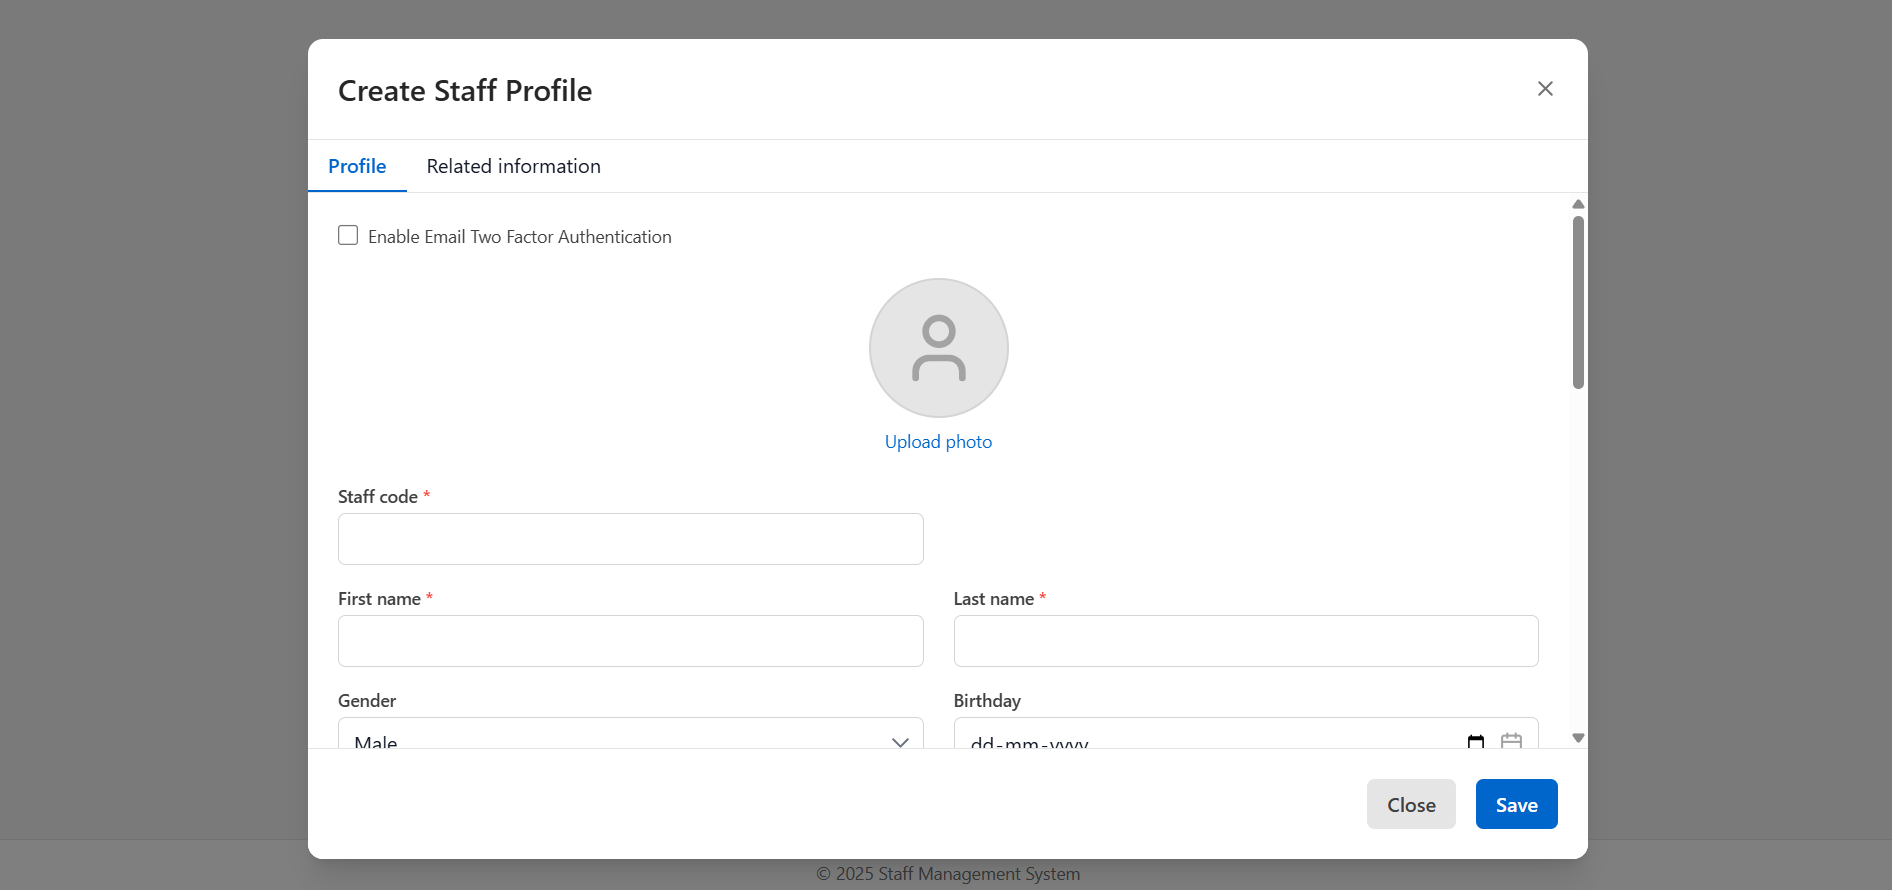 Create Staff Profile
Profile Related information
Enable Email Two Factor Authentication
Upload photo
Staff code *
First name * Last name *
Gender Birthday
Male dd-mm-yyyy
Close Save
© 2025 Staff Management System